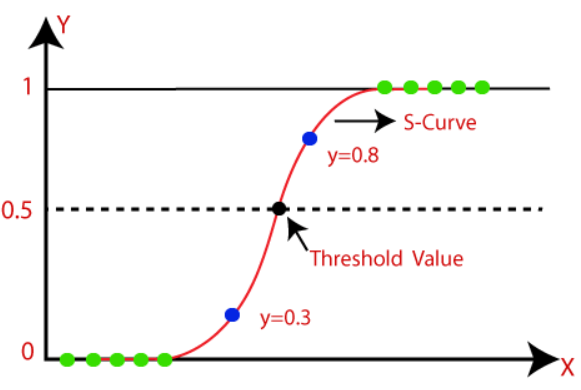 Y
1
S-Curve
y=0.8
0.5
Threshold Value
y=0.3
0
X